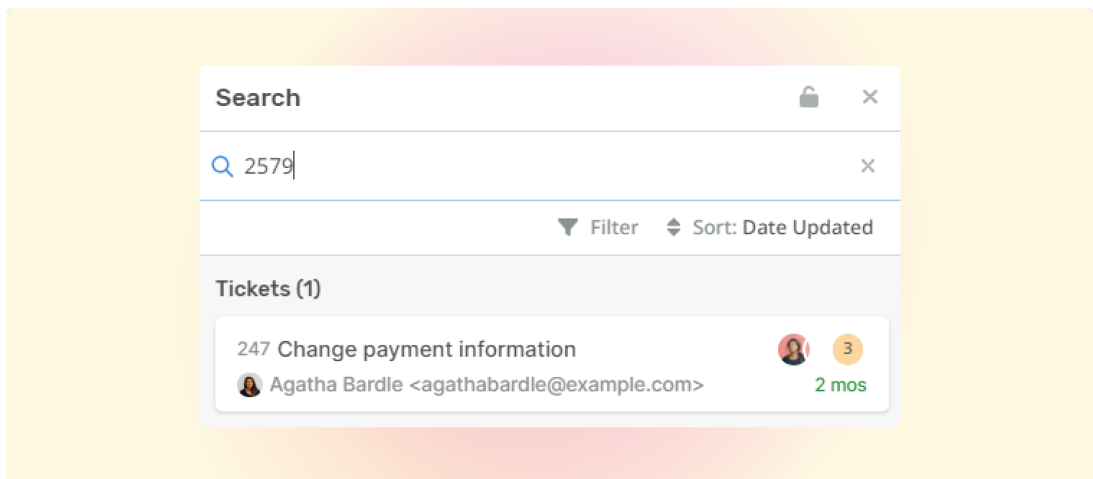 Search
2579
Filter Sort: Date Updated
Tickets (1)
247 Change payment information 3
Agatha Bardle <agathabardle@example.com> 2 mos